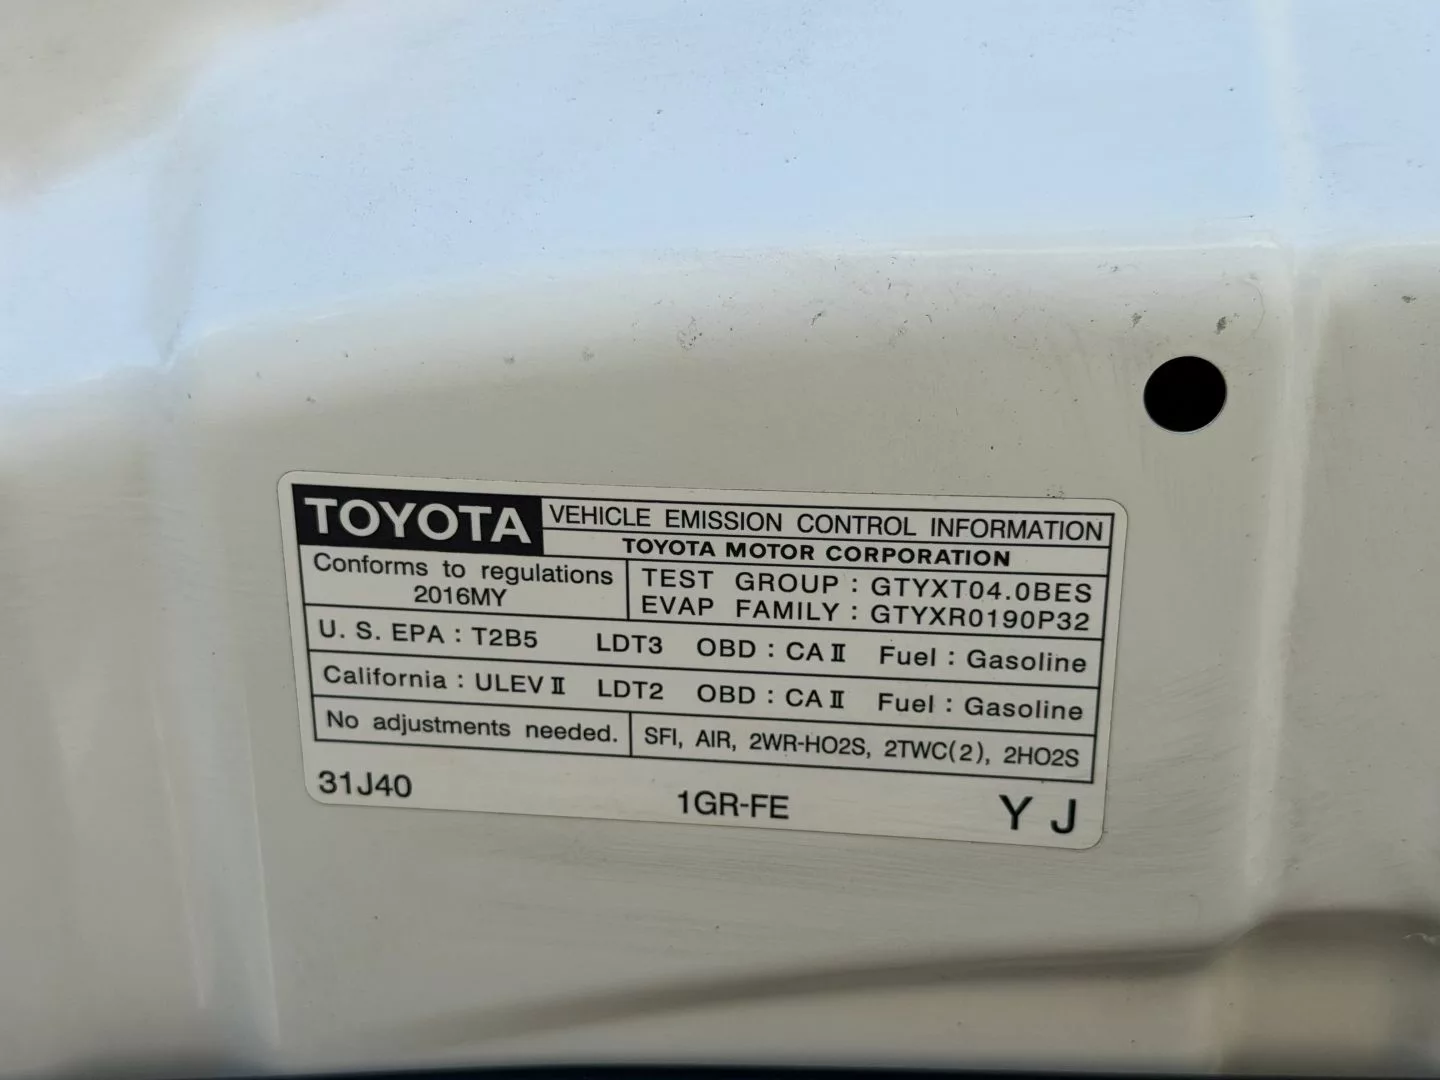 TOYOTA VEHICLE EMISSION CONTROL INFORMATION
TOYOTA MOTOR CORPORATION
Conforms to regulations
2016MY
TEST GROUP : GTYXT04.0BES
EVAP FAMILY : GTYXR0190P32
U. S. EPA : T2B5 LDT3 OBD : CA II Fuel : Gasoline
California : ULEV II LDT2 OBD : CA II Fuel : Gasoline
No adjustments needed. SFI, AIR, 2WR-HO2S, 2TWC(2), 2HO2S
31J40 1GR-FE Y J